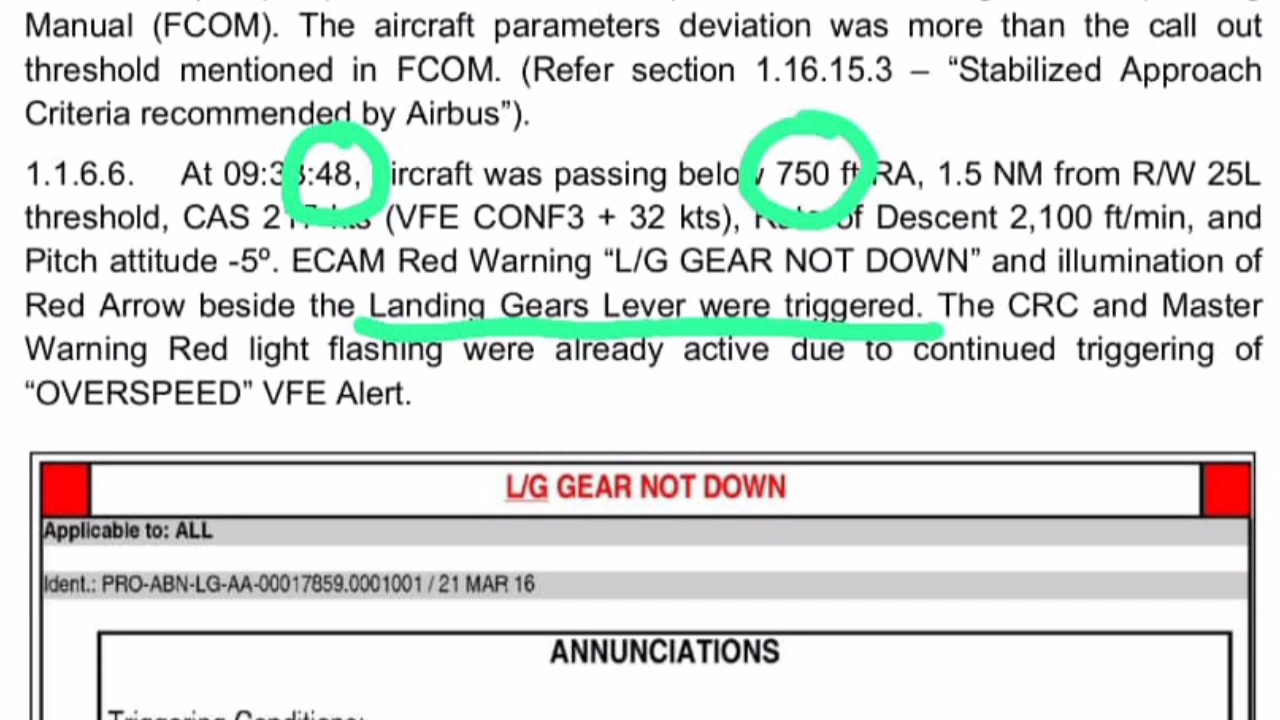 Manual (FCOM). The aircraft parameters deviation was more than the call out
threshold mentioned in FCOM. (Refer section 1.16.15.3 – “Stabilized Approach
Criteria recommended by Airbus”).
1.1.6.6. At :48, aircraft was passing below 750 ft RA, 1.5 NM from R/W 25L
threshold, CAS kts (VFE CONF3 + 32 kts), Rate of Descent 2,100 ft/min, and
Pitch attitude -5º. ECAM Red Warning “L/G GEAR NOT DOWN” and illumination of
Red Arrow beside the Landing Gears Lever were triggered. The CRC and Master
Warning Red light flashing were already active due to continued triggering of
“OVERSPEED” VFE Alert.
L/G GEAR NOT DOWN
Applicable to: ALL
Ident.: PRO-ABN-LG-AA-00017859.0001001 / 21 MAR 16
ANNUNCIATIONS
Triggering Conditions: